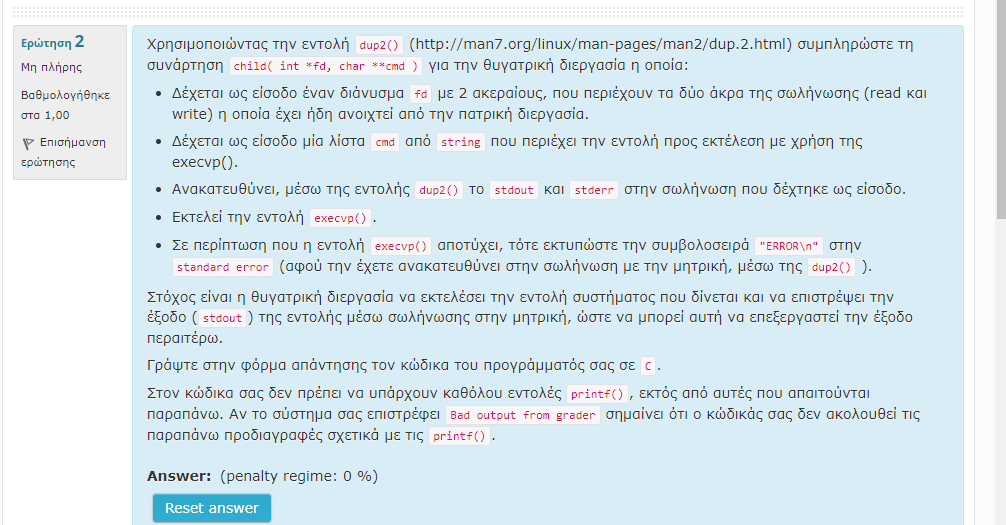 Ερώτηση 2
Μη πλήρης
Βαθμολογήθηκε
στα 1,00
Επισήμανση
ερώτησης
Χρησιμοποιώντας την εντολή dup2() (http://man7.org/linux/man-pages/man2/dup.2.html) συμπληρώστε τη
συνάρτηση child( int *fd, char **cmd ) για την θυγατρική διεργασία η οποία:
• Δέχεται ως είσοδο έναν διάνυσμα fd με 2 ακεραίους, που περιέχουν τα δύο άκρα της σωλήνωσης (read και
write) η οποία έχει ήδη ανοιχτεί από την πατρική διεργασία.
• Δέχεται ως είσοδο μία λίστα cmd από string που περιέχει την εντολή προς εκτέλεση με χρήση της
execvp().
• Ανακατευθύνει, μέσω της εντολής dup2() το stdout και stderr στην σωλήνωση που δέχτηκε ως είσοδο.
• Εκτελεί την εντολή execvp() .
• Σε περίπτωση που η εντολή execvp() αποτύχει, τότε εκτυπώστε την συμβολοσειρά "ERROR\n" στην
standard error (αφού την έχετε ανακατευθύνει στην σωλήνωση με την μητρική, μέσω της dup2() ).
Στόχος είναι η θυγατρική διεργασία να εκτελέσει την εντολή συστήματος που δίνεται και να επιστρέψει την
έξοδο ( stdout ) της εντολής μέσω σωλήνωσης στην μητρική, ώστε να μπορεί αυτή να επεξεργαστεί την έξοδο
περαιτέρω.
Γράψτε στην φόρμα απάντησης τον κώδικα του προγράμματός σας σε C .
Στον κώδικα σας δεν πρέπει να υπάρχουν καθόλου εντολές printf() , εκτός από αυτές που απαιτούνται
παραπάνω. Αν το σύστημα σας επιστρέφει Bad output from grader σημαίνει ότι ο κώδικάς σας δεν ακολουθεί τις
παραπάνω προδιαγραφές σχετικά με τις printf() .
Answer: (penalty regime: 0 %)
Reset answer